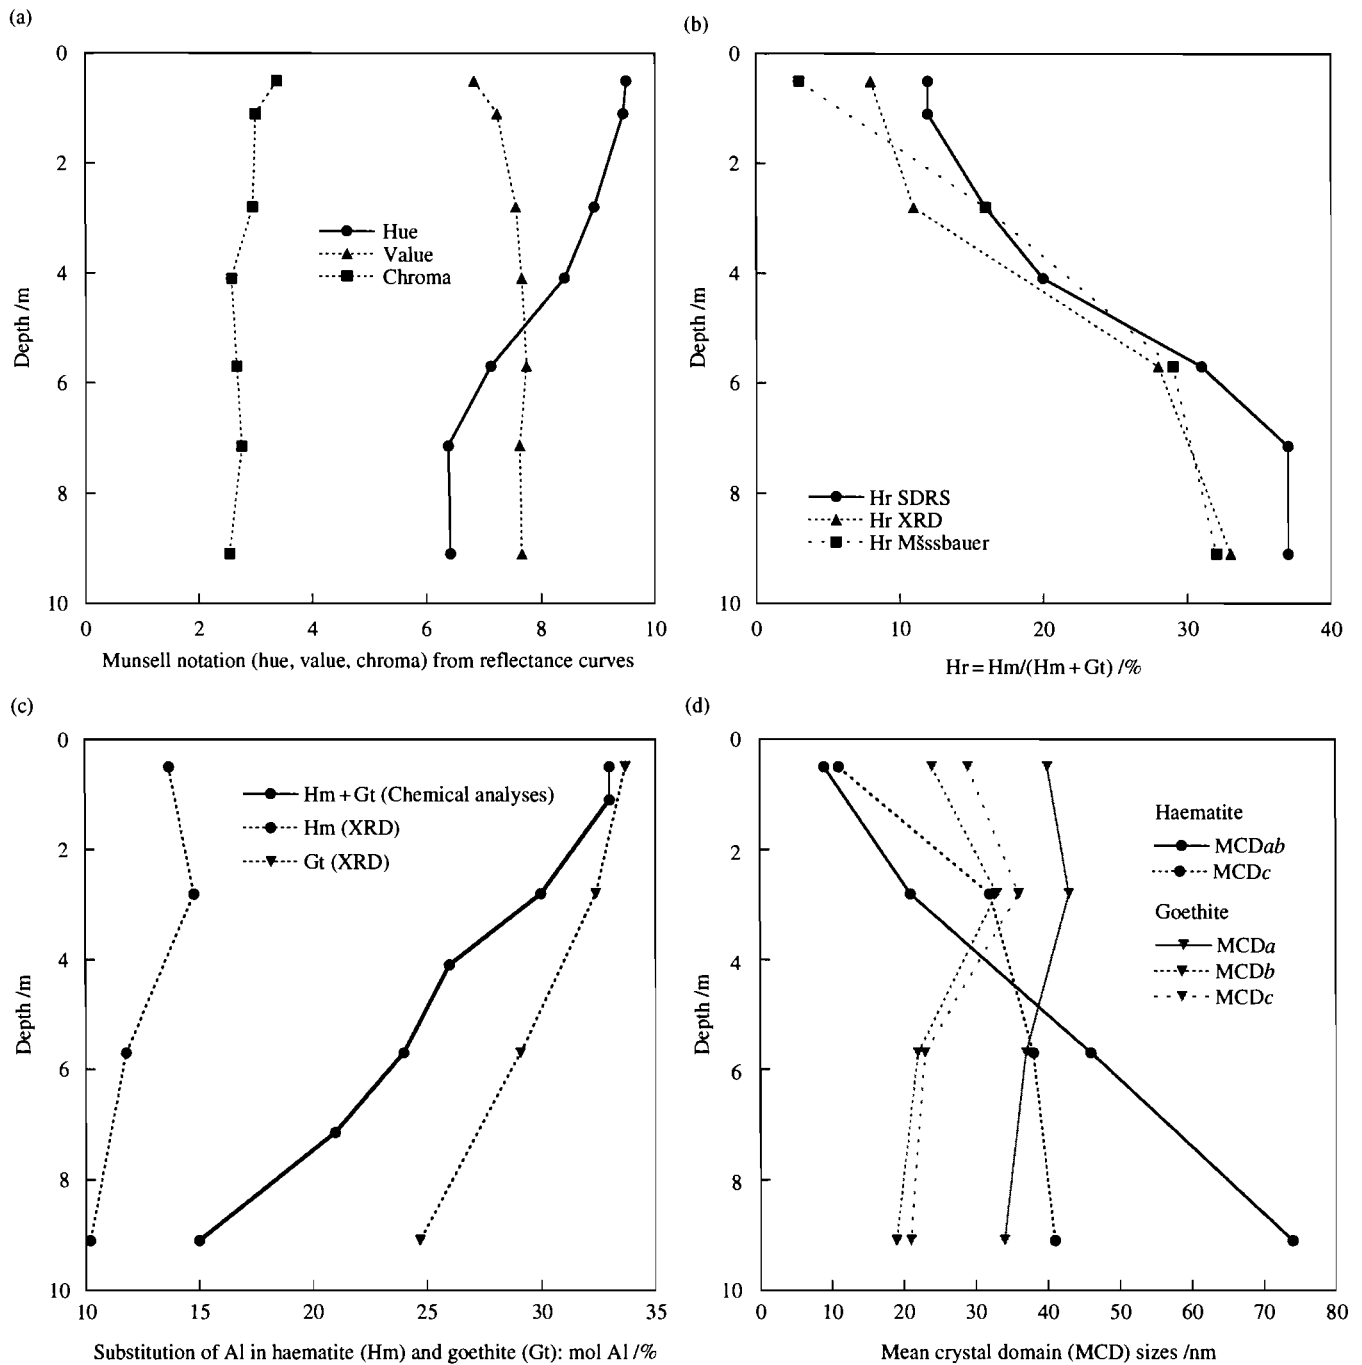 (a)
0
2
4
6
8
10
Depth /m
Hue
Value
Chroma
0 2 4 6 8 10
Munsell notation (hue, value, chroma) from reflectance curves
(b)
0
2
4
6
8
10
Depth /m
Hr SDRS
Hr XRD
Hr Mšssbauer
0 10 20 30 40
Hr = Hm/(Hm + Gt) /%
(c)
0
2
4
6
8
10
Depth /m
Hm + Gt (Chemical analyses)
Hm (XRD)
Gt (XRD)
10 15 20 25 30 35
Substitution of Al in haematite (Hm) and goethite (Gt): mol Al /%
(d)
0
2
4
6
8
10
Depth /m
Haematite
MCDab
MCDc
Goethite
MCDa
MCDb
MCDc
0 10 20 30 40 50 60 70 80
Mean crystal domain (MCD) sizes /nm